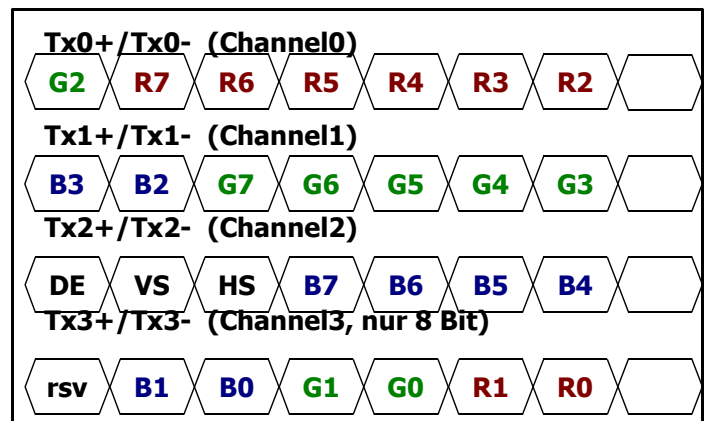 Tx0+/Tx0- (Channel0)
G2 R7 R6 R5 R4 R3 R2
Tx1+/Tx1- (Channel1)
B3 B2 G7 G6 G5 G4 G3
Tx2+/Tx2- (Channel2)
DE VS HS B7 B6 B5 B4
Tx3+/Tx3- (Channel3, nur 8 Bit)
rsv B1 B0 G1 G0 R1 R0